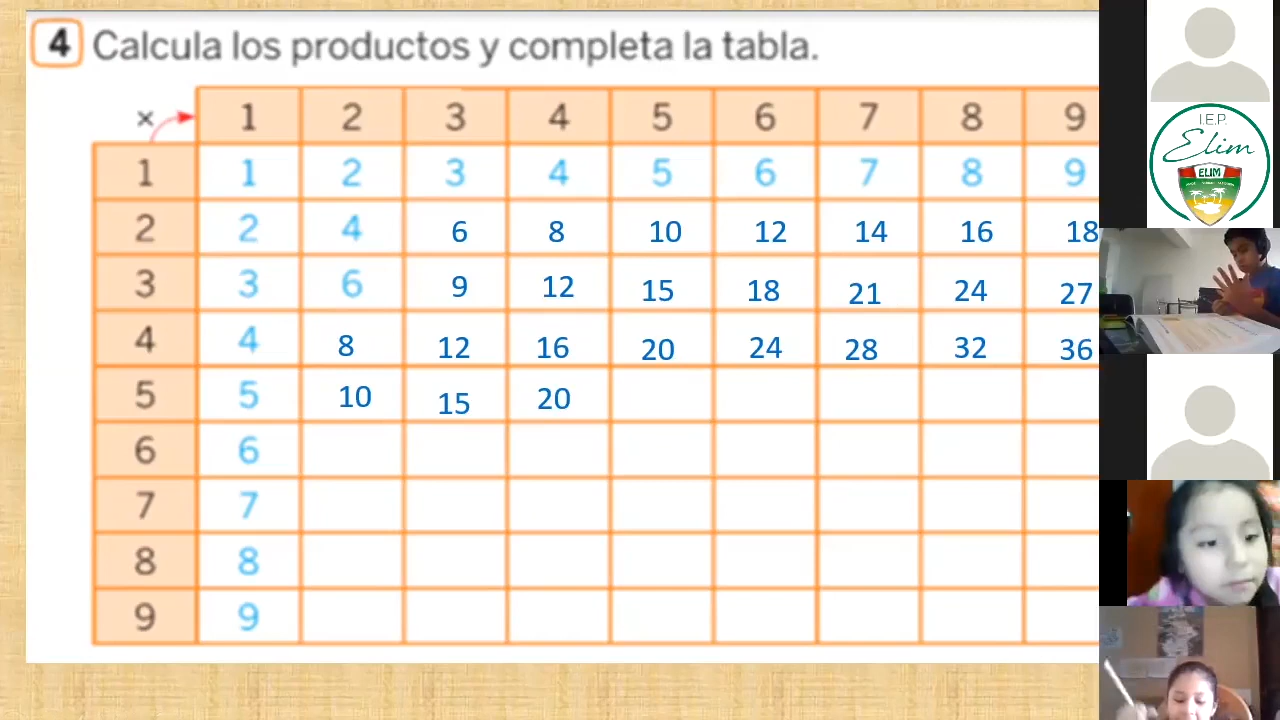 4 Calcula los productos y completa la tabla.
× 1 2 3 4 5 6 7 8 9
1 1 2 3 4 5 6 7 8 9
2 2 4 6 8 10 12 14 16 18
3 3 6 9 12 15 18 21 24 27
4 4 8 12 16 20 24 28 32 36
5 5 10 15 20
6 6
7 7
8 8
9 9
I.E.P.
Elim
ELIM